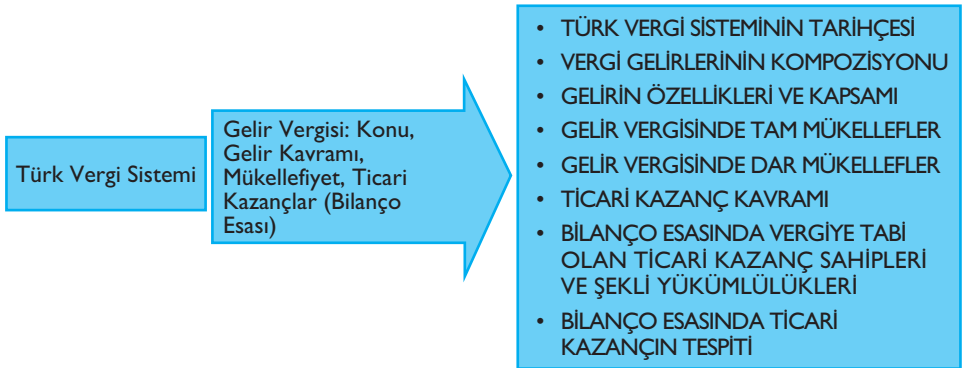 Türk Vergi Sistemi
Gelir Vergisi: Konu,
Gelir Kavramı,
Mükellefiyet, Ticari
Kazançlar (Bilanço
Esası)
• TÜRK VERGİ SİSTEMİNİN TARİHÇESİ
• VERGİ GELİRLERİNİN KOMPOZİSYONU
• GELİRİN ÖZELLİKLERİ VE KAPSAMI
• GELİR VERGİSİNDE TAM MÜKELLEFLER
• GELİR VERGİSİNDE DAR MÜKELLEFLER
• TİCARİ KAZANÇ KAVRAMI
• BİLANÇO ESASINDA VERGİYE TABİ
OLAN TİCARİ KAZANÇ SAHİPLERİ
VE ŞEKLİ YÜKÜMLÜLÜKLERİ
• BİLANÇO ESASINDA TİCARİ
KAZANÇIN TESPİTİ